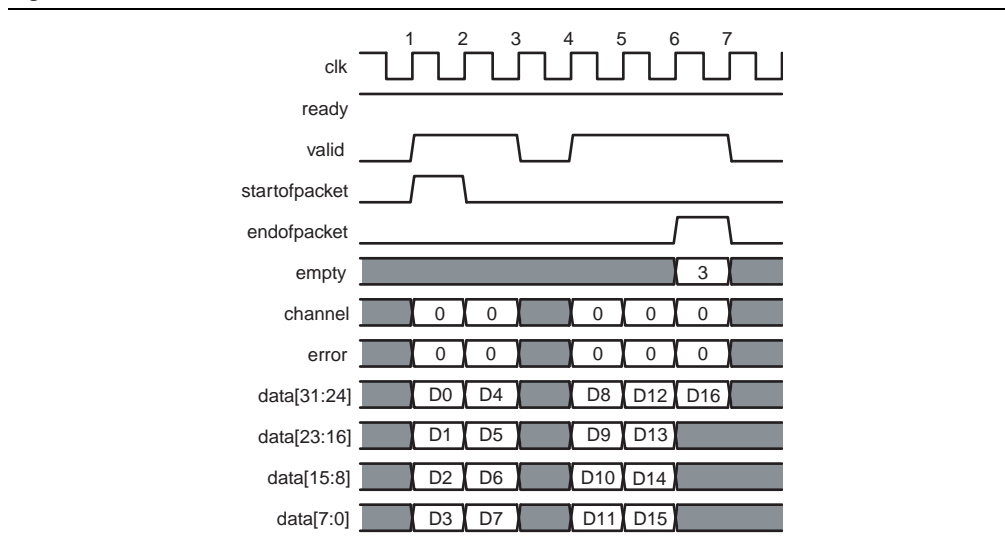 1 2 3 4 5 6 7
clk
ready
valid
startofpacket
endofpacket
empty 3
channel 0 0 0 0 0
error 0 0 0 0 0
data[31:24] D0 D4 D8 D12 D16
data[23:16] D1 D5 D9 D13
data[15:8] D2 D6 D10 D14
data[7:0] D3 D7 D11 D15